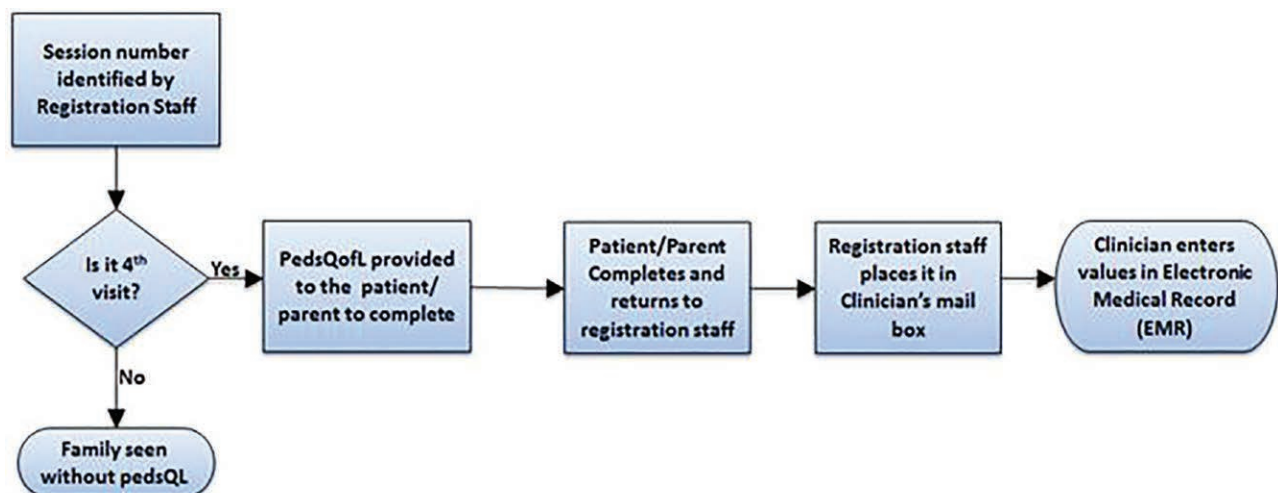 Session number
identified by
Registration Staff
Is it 4th
visit?
Yes
PedsQofL provided
to the patient/
parent to complete
Patient/Parent
Completes and
returns to
registration staff
Registration staff
places it in
Clinician's mail
box
Clinician enters
values in Electronic
Medical Record
(EMR)
No
Family seen
without pedsQL